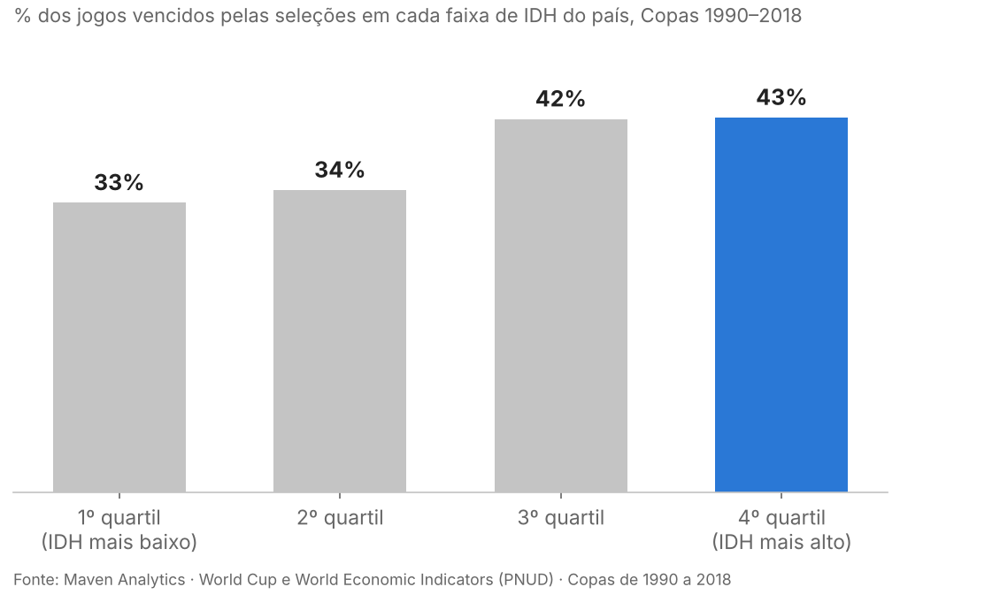 % dos jogos vencidos pelas seleções em cada faixa de IDH do país, Copas 1990–2018
33%
34%
42%
43%
1º quartil
(IDH mais baixo)
2º quartil
3º quartil
4º quartil
(IDH mais alto)
Fonte: Maven Analytics · World Cup e World Economic Indicators (PNUD) · Copas de 1990 a 2018